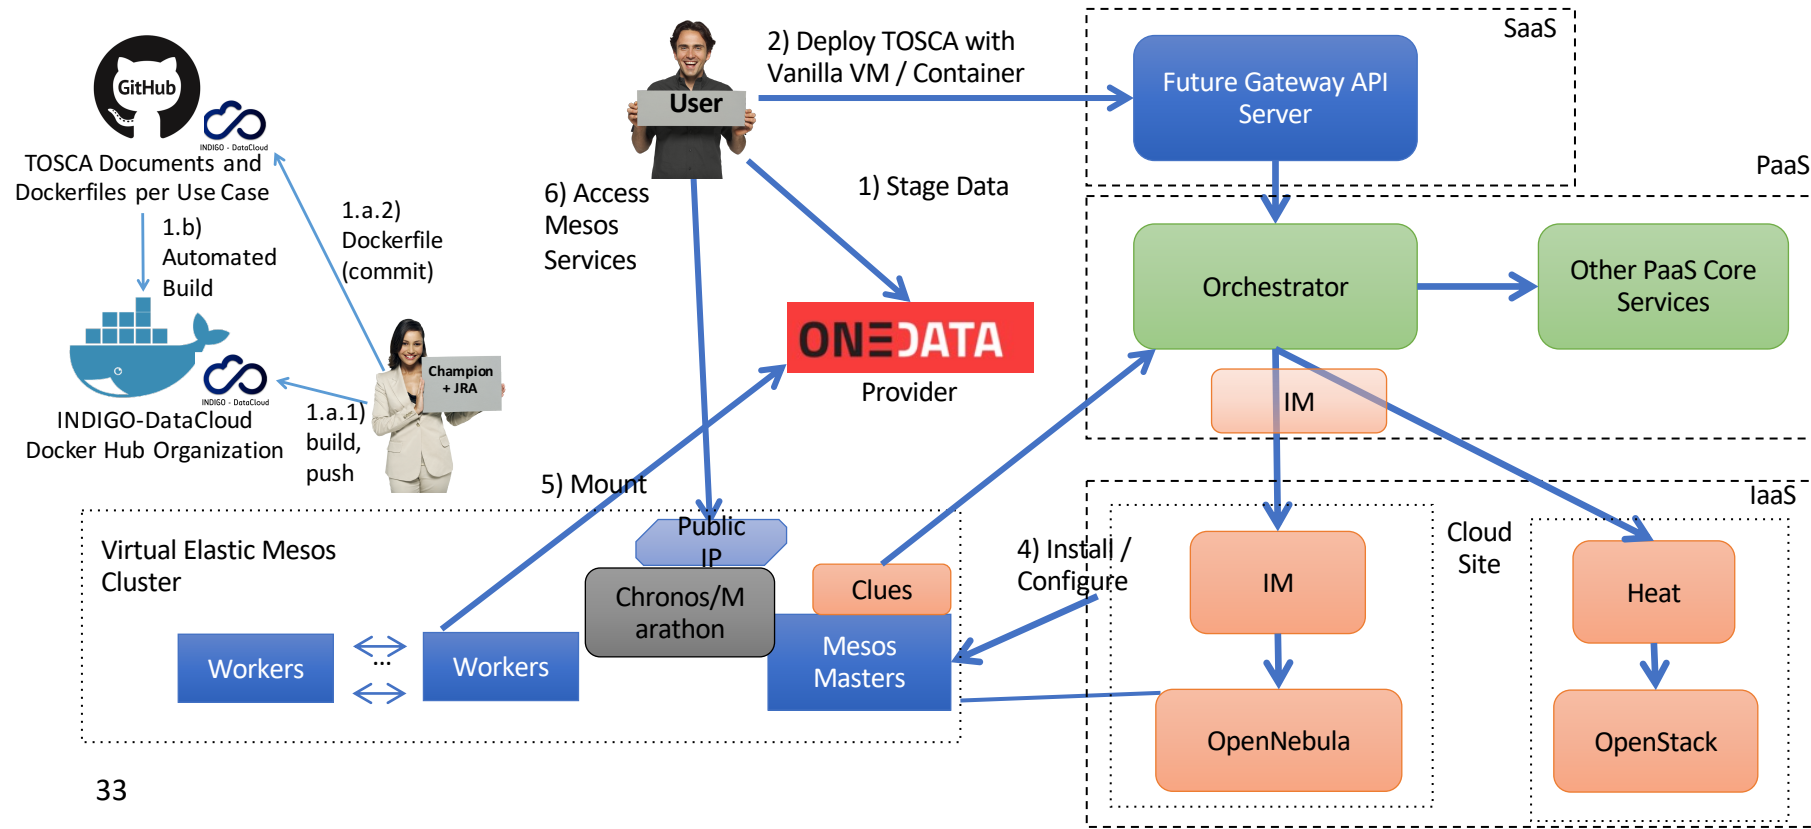 GitHub
INDIGO - DataCloud
TOSCA Documents and
Dockerfiles per Use Case
1.b)
Automated
Build
1.a.2)
Dockerfile
(commit)
INDIGO - DataCloud
INDIGO-DataCloud
Docker Hub Organization
1.a.1)
build,
push
Champion
+ JRA
User
2) Deploy TOSCA with
Vanilla VM / Container
1) Stage Data
6) Access
Mesos
Services
ONEDATA
Provider
5) Mount
SaaS
Future Gateway API
Server
PaaS
Orchestrator
Other PaaS Core
Services
IM
IaaS
Cloud
Site
4) Install /
Configure
IM
Heat
OpenNebula
OpenStack
Virtual Elastic Mesos
Cluster
Public
IP
Chronos/M
arathon
Clues
Mesos
Masters
Workers
...
Workers
33